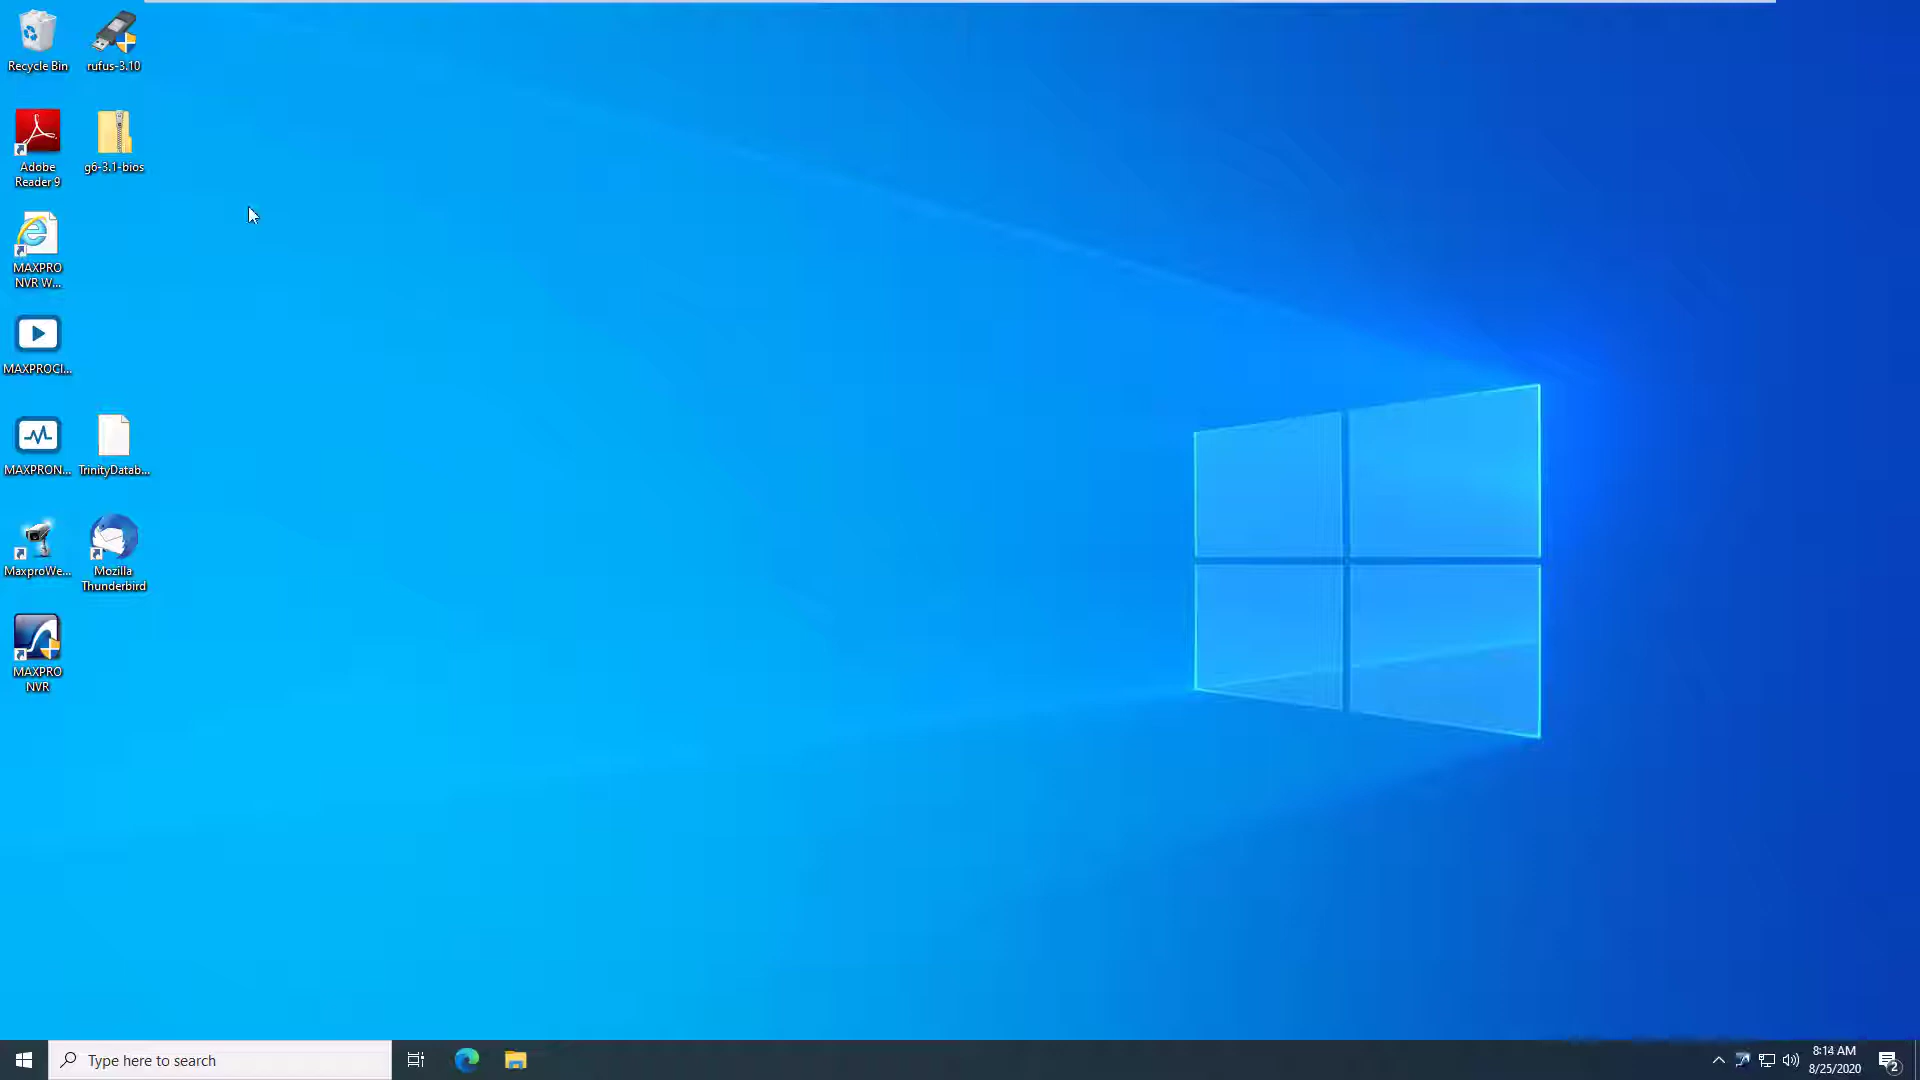 Recycle Bin
rufus-3.10
Adobe
Reader 9
g6-3.1-bios
MAXPRO
NVR W...
MAXPROCl...
MAXPRON...
TrinityDatab...
MaxproWe...
Mozilla
Thunderbird
MAXPRO
NVR
Type here to search
8:14 AM
8/25/2020
2